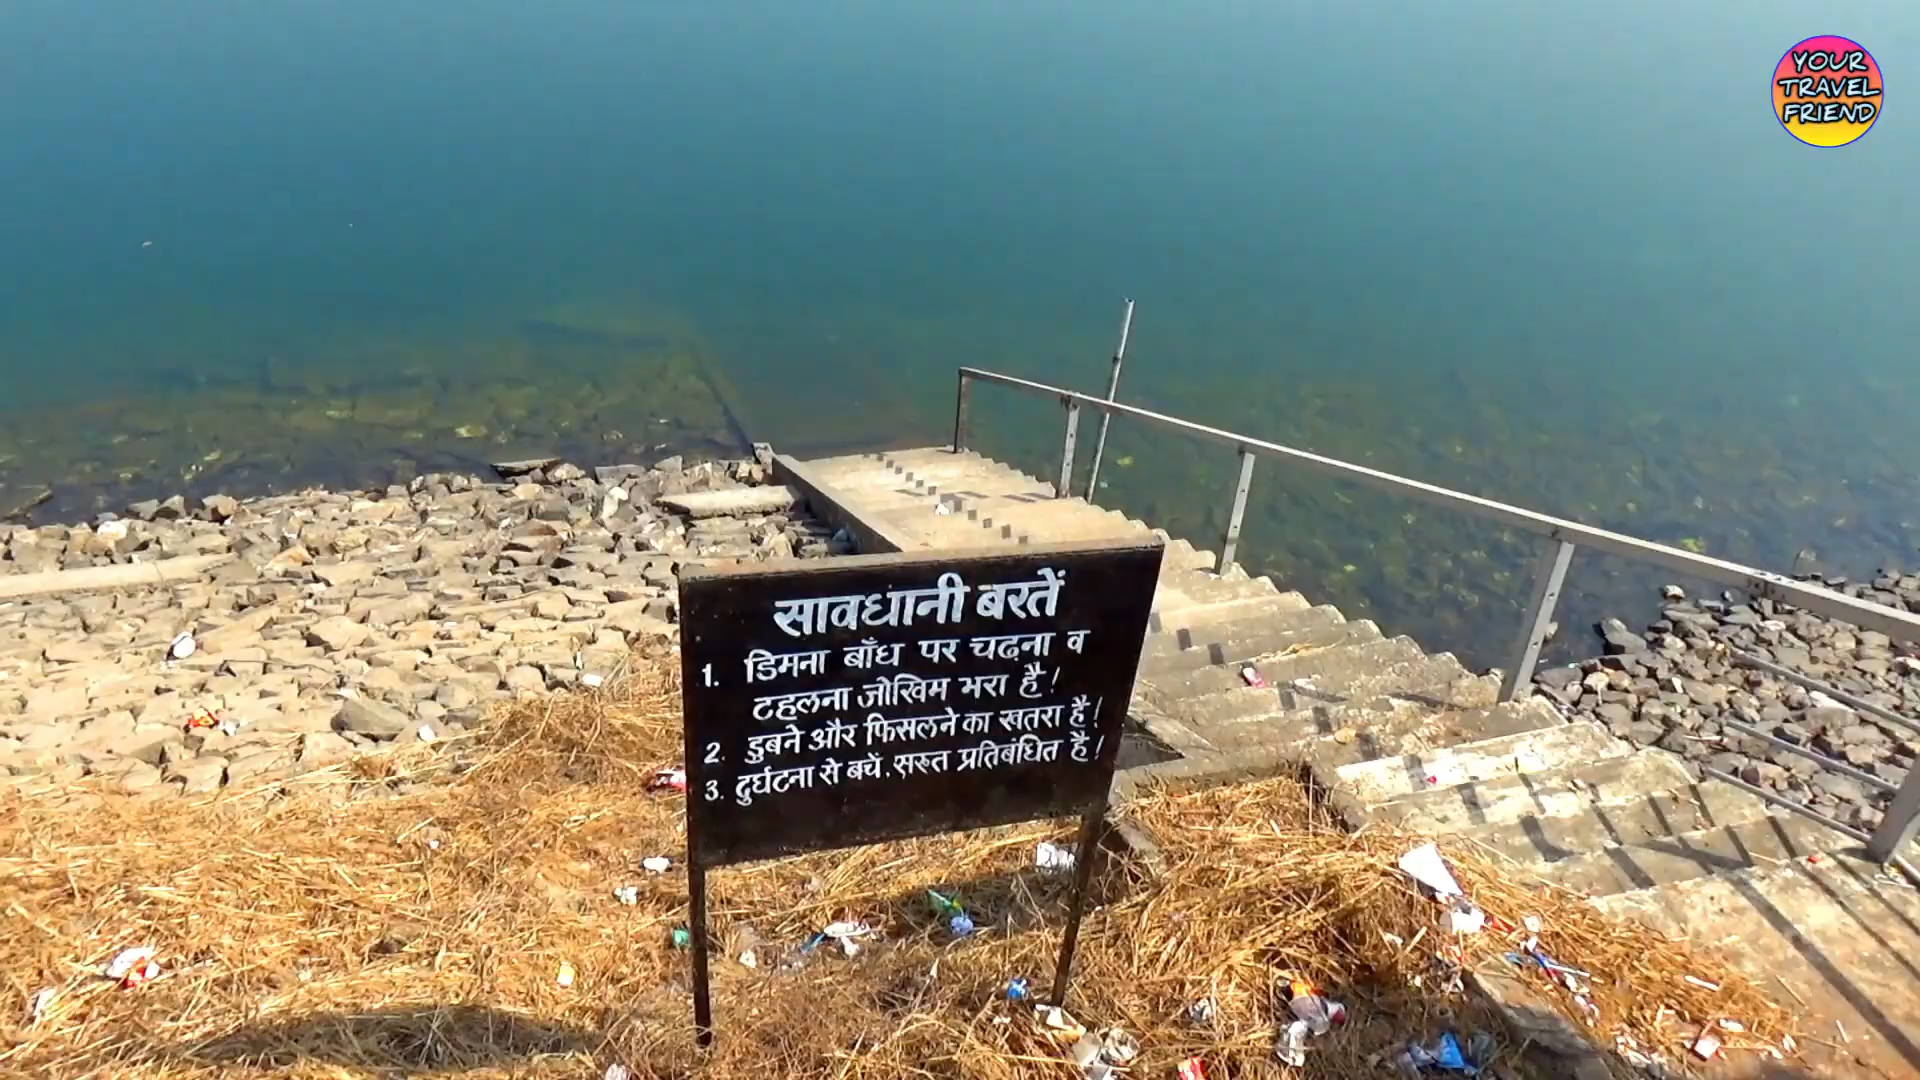 YOUR
TRAVEL
FRIEND
सावधानी बरतें
1. डिमना बाँध पर चढ़ना व
टहलना जोखिम भरा है!
2. डुबने और फिसलने का खतरा है!
3. दुर्घटना से बचें. सख्त प्रतिबंधित है!